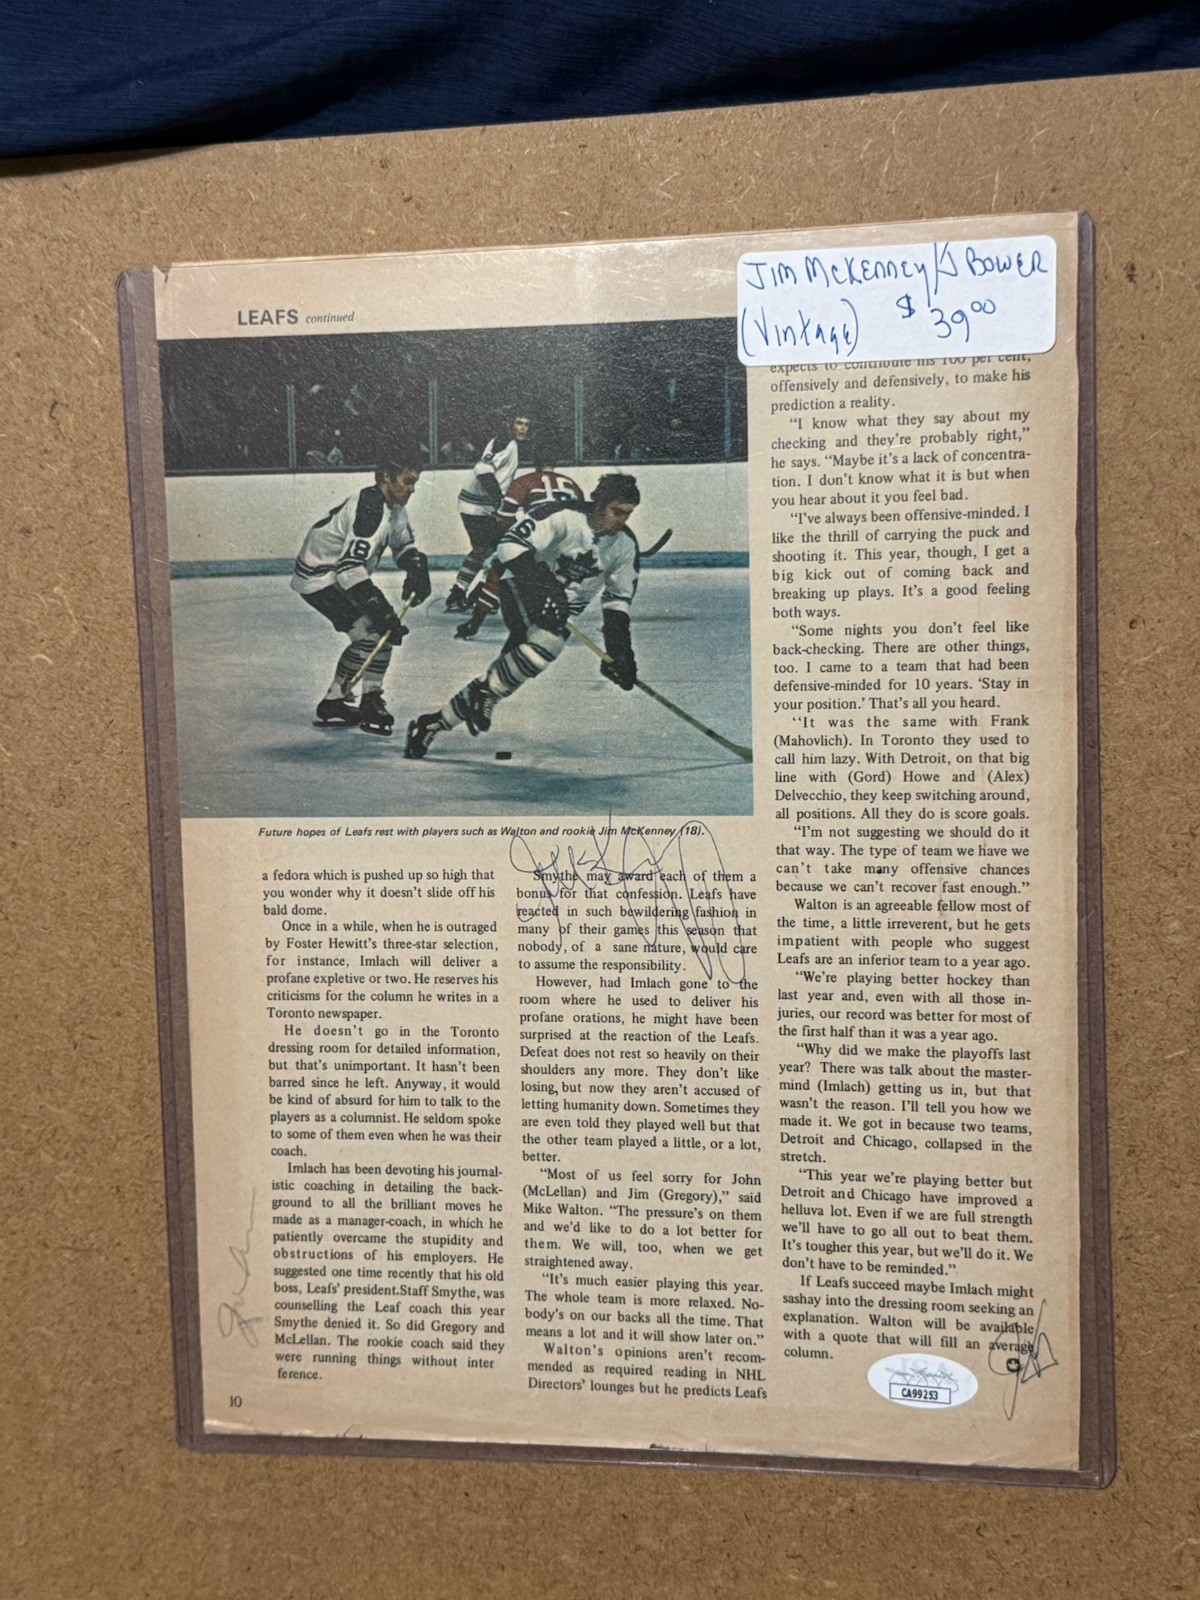 JIM McKENNEY/J BOWER
(Vintage) $39.00
LEAFS continued
18
15
6
Future hopes of Leafs rest with players such as Walton and rookie Jim McKenney (18).
a fedora which is pushed up so high that
you wonder why it doesn't slide off his
bald dome.
Once in a while, when he is outraged
by Foster Hewitt's three-star selection,
for instance, Imlach will deliver a
profane expletive or two. He reserves his
criticisms for the column he writes in a
Toronto newspaper.
He doesn't go in the Toronto
dressing room for detailed information,
but that's unimportant. It hasn't been
barred since he left. Anyway, it would
be kind of absurd for him to talk to the
players as a columnist. He seldom spoke
to some of them even when he was their
coach.
Imlach has been devoting his journal-
istic coaching in detailing the back-
ground to all the brilliant moves he
made as a manager-coach, in which he
patiently overcame the stupidity and
obstructions of his employers. He
suggested one time recently that his old
boss, Leafs' president.Staff Smythe, was
counselling the Leaf coach this year
Smythe denied it. So did Gregory and
McLellan. The rookie coach said they
were running things without inter
ference.
Smythe may award each of them a
bonus for that confession. Leafs have
reacted in such bewildering fashion in
many of their games this season that
nobody, of a sane nature, would care
to assume the responsibility.
However, had Imlach gone to the
room where he used to deliver his
profane orations, he might have been
surprised at the reaction of the Leafs.
Defeat does not rest so heavily on their
shoulders any more. They don't like
losing, but now they aren't accused of
letting humanity down. Sometimes they
are even told they played well but that
the other team played a little, or a lot,
better.
"Most of us feel sorry for John
(McLellan) and Jim (Gregory)," said
Mike Walton. "The pressure's on them
and we'd like to do a lot better for
them. We will, too, when we get
straightened away.
"It's much easier playing this year.
The whole team is more relaxed. No-
body's on our backs all the time. That
means a lot and it will show later on."
Walton's opinions aren't recom-
mended as required reading in NHL
Directors' lounges but he predicts Leafs
expects to contribute his 100 per cent,
offensively and defensively, to make his
prediction a reality.
"I know what they say about my
checking and they're probably right,"
he says. "Maybe it's a lack of concentra-
tion. I don't know what it is but when
you hear about it you feel bad.
"I've always been offensive-minded. I
like the thrill of carrying the puck and
shooting it. This year, though, I get a
big kick out of coming back and
breaking up plays. It's a good feeling
both ways.
"Some nights you don't feel like
back-checking. There are other things,
too. I came to a team that had been
defensive-minded for 10 years. 'Stay in
your position.' That's all you heard.
"It was the same with Frank
(Mahovlich). In Toronto they used to
call him lazy. With Detroit, on that big
line with (Gord) Howe and (Alex)
Delvecchio, they keep switching around,
all positions. All they do is score goals.
"I'm not suggesting we should do it
that way. The type of team we have we
can't take many offensive chances
because we can't recover fast enough."
Walton is an agreeable fellow most of
the time, a little irreverent, but he gets
impatient with people who suggest
Leafs are an inferior team to a year ago.
"We're playing better hockey than
last year and, even with all those in-
juries, our record was better for most of
the first half than it was a year ago.
"Why did we make the playoffs last
year? There was talk about the master-
mind (Imlach) getting us in, but that
wasn't the reason. I'll tell you how we
made it. We got in because two teams,
Detroit and Chicago, collapsed in the
stretch.
"This year we're playing better but
Detroit and Chicago have improved a
helluva lot. Even if we are full strength
we'll have to go all out to beat them.
It's tougher this year, but we'll do it. We
don't have to be reminded."
If Leafs succeed maybe Imlach might
sashay into the dressing room seeking an
explanation. Walton will be available
with a quote that will fill an average
column.
JSA
CA99253
10